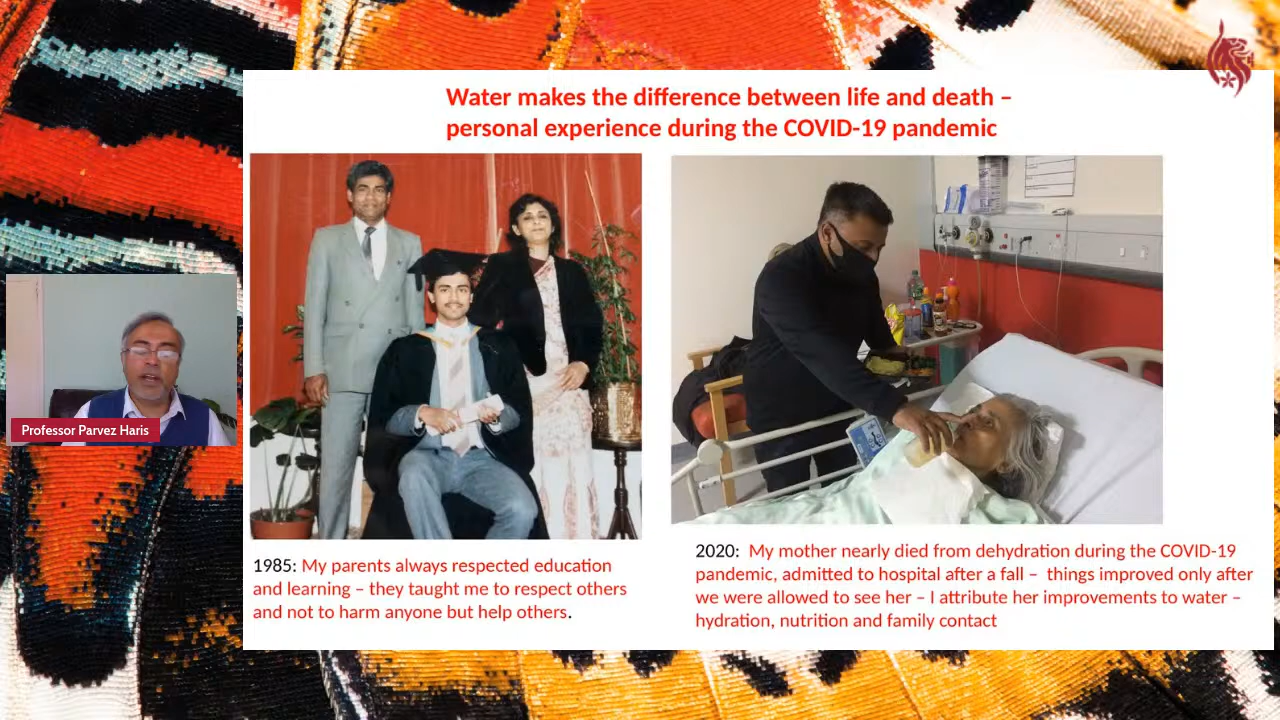 Water makes the difference between life and death –
personal experience during the COVID-19 pandemic
Professor Parvez Haris
1985: My parents always respected education
and learning – they taught me to respect others
and not to harm anyone but help others.
2020: My mother nearly died from dehydration during the COVID-19
pandemic, admitted to hospital after a fall – things improved only after
we were allowed to see her – I attribute her improvements to water –
hydration, nutrition and family contact